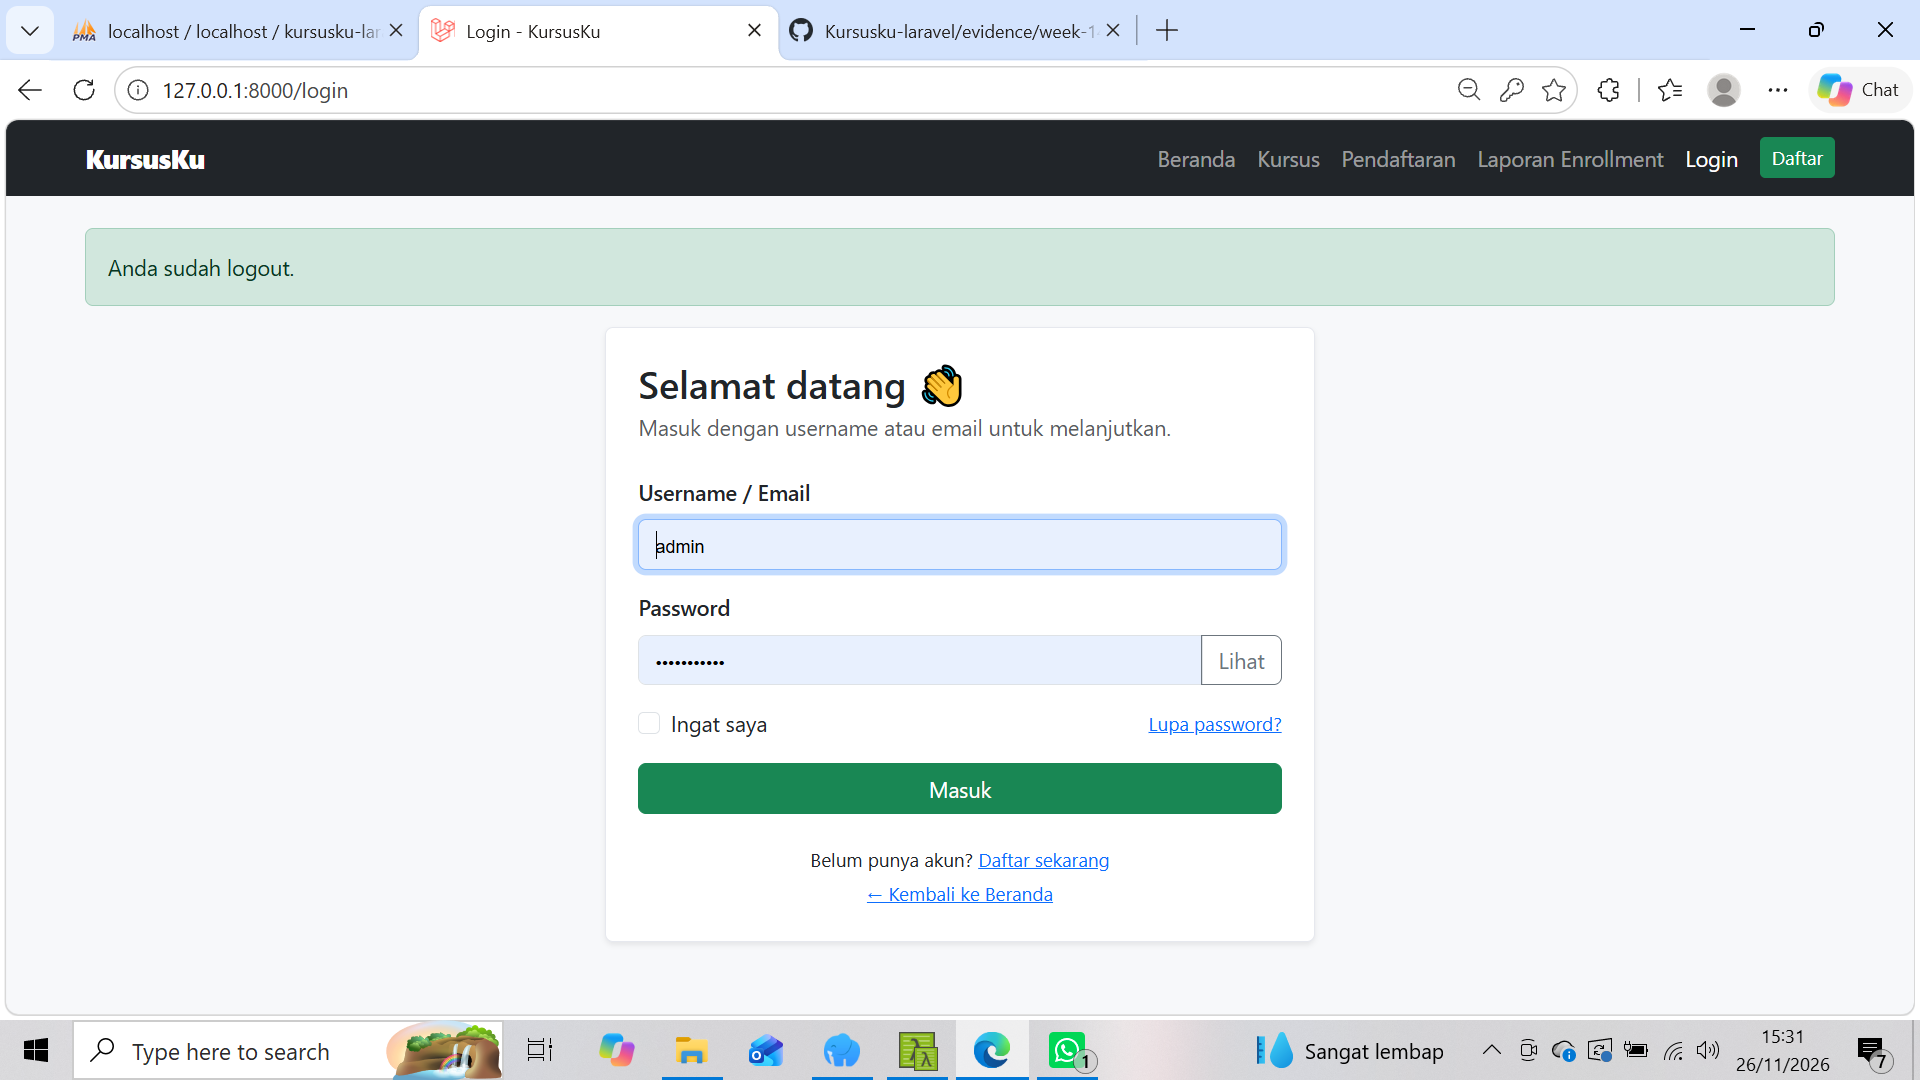 PMA localhost / localhost / kursusku-lar
Login - KursusKu
Kursusku-laravel/evidence/week-1
127.0.0.1:8000/login
Chat
KursusKu
Beranda
Kursus
Pendaftaran
Laporan Enrollment
Login
Daftar
Anda sudah logout.
Selamat datang 👋
Masuk dengan username atau email untuk melanjutkan.
Username / Email
admin
Password
•••••••••••
Lihat
Ingat saya
Lupa password?
Masuk
Belum punya akun? Daftar sekarang
← Kembali ke Beranda
Type here to search
1
Sangat lembap
15:31
26/11/2026
7